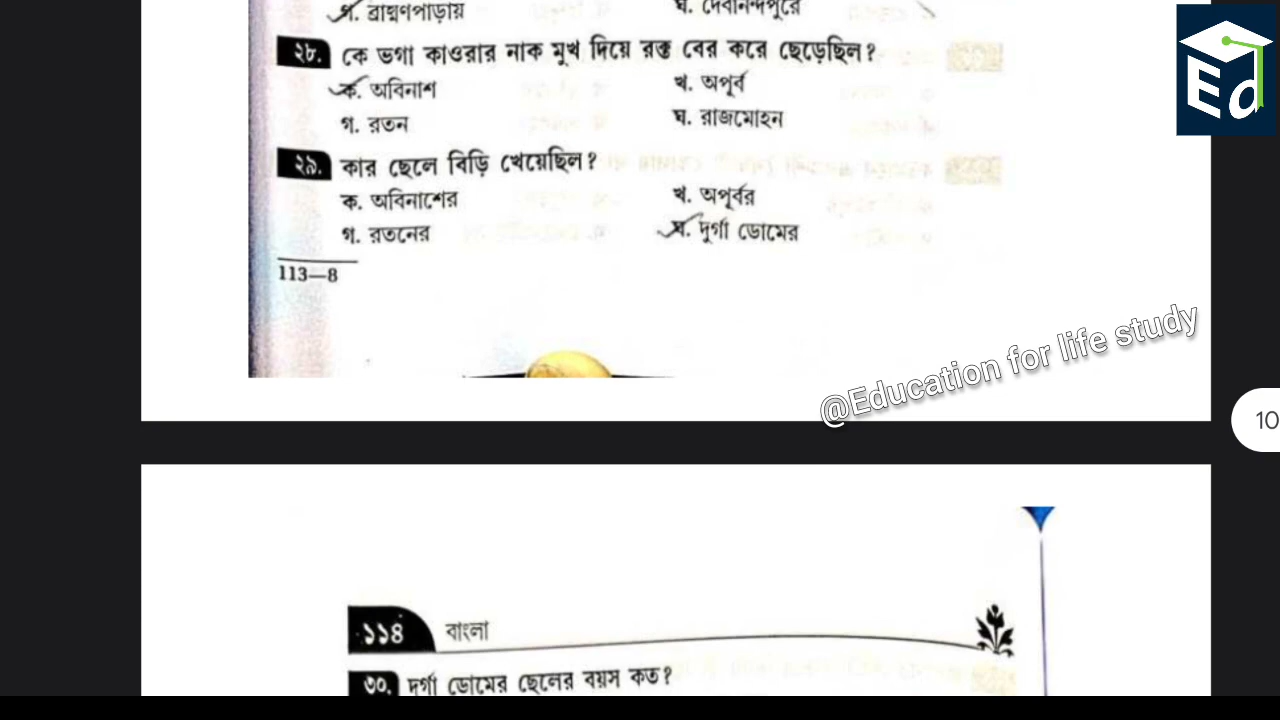 গ. ব্রাহ্মণপাড়ায় ঘ. দেবানন্দপুরে
২৮. কে ভগা কাওরার নাক মুখ দিয়ে রক্ত বের করে ছেড়েছিল?
ক. অবিনাশ খ. অপূর্ব
গ. রতন ঘ. রাজমোহন
২৯. কার ছেলে বিড়ি খেয়েছিল?
ক. অবিনাশের খ. অপূর্বর
গ. রতনের ঘ. দুর্গা ডোমের
113—8
@Education for life study
Ed
10
১১৪ বাংলা
৩০. দুর্গা ডোমের ছেলের বয়স কত?